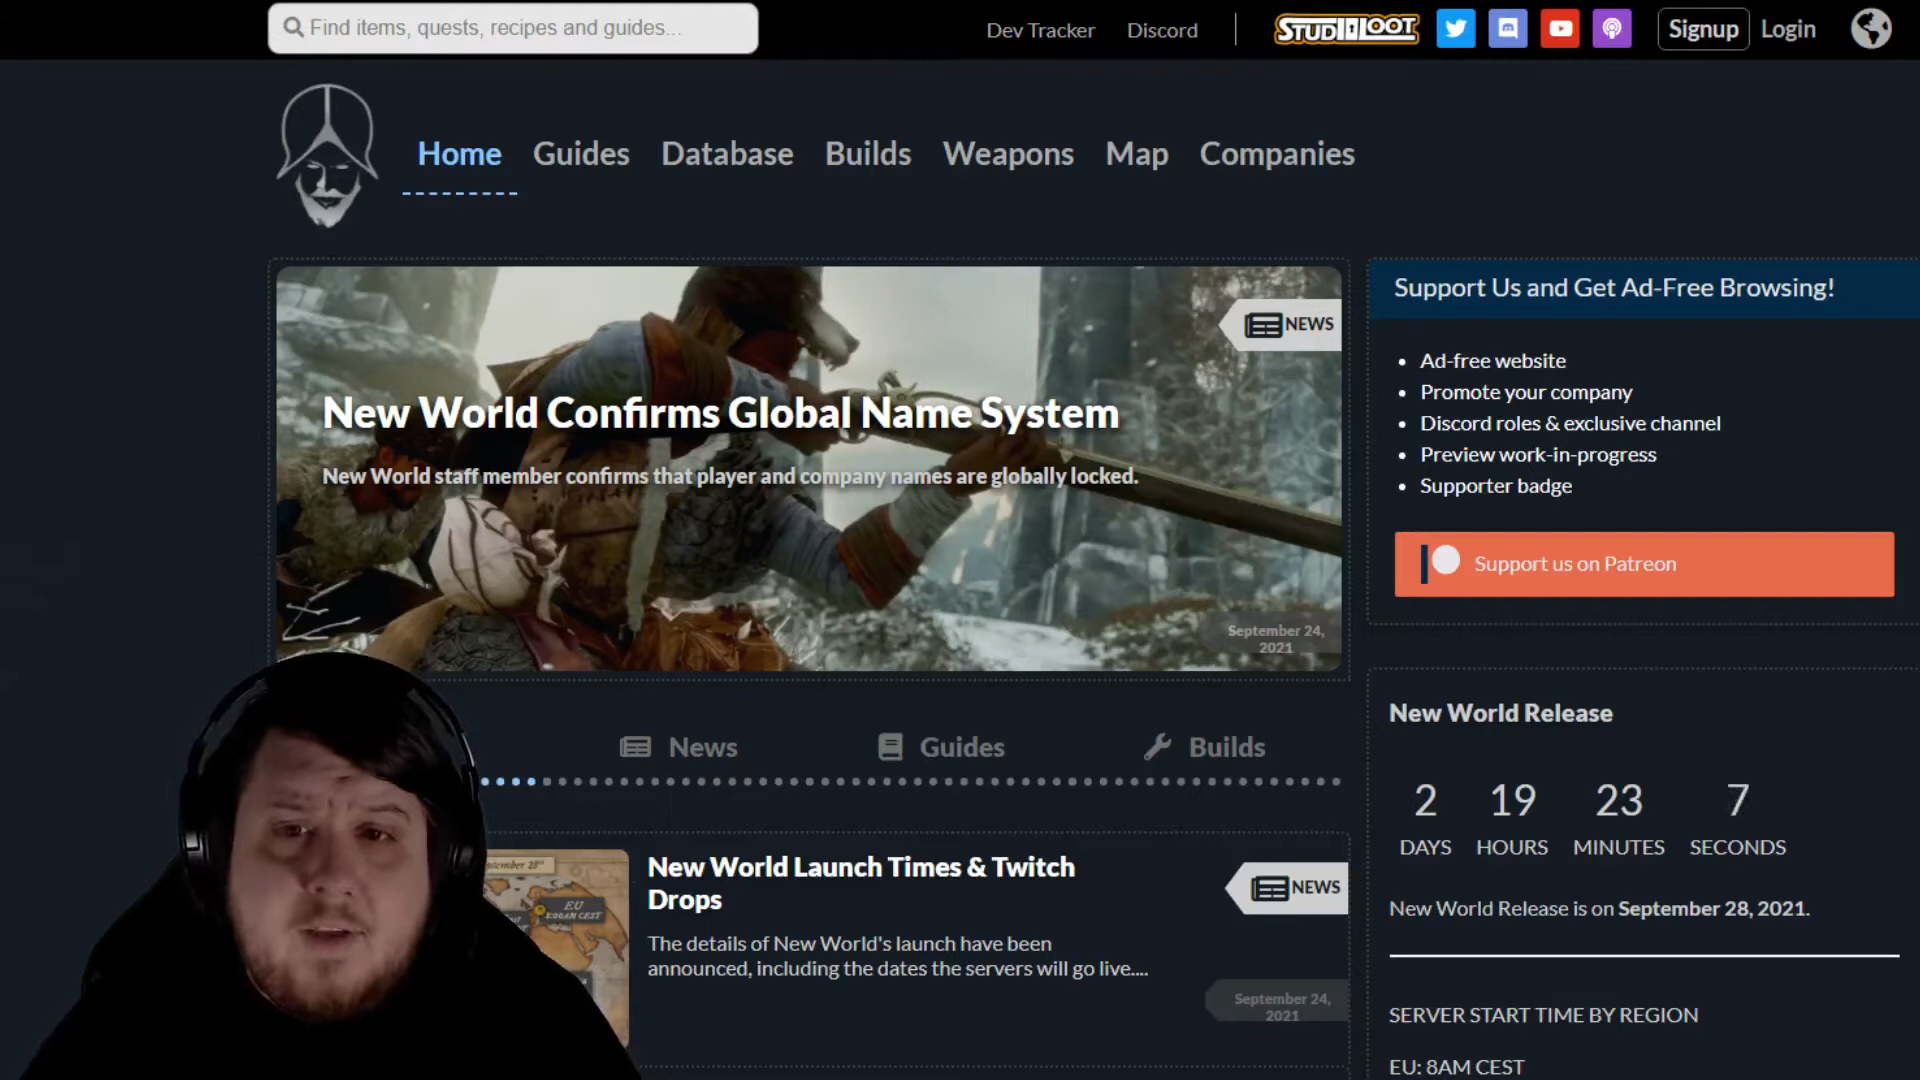 Find items, quests, recipes and guides...
Dev Tracker
Discord
STUDIOLOOT
Signup
Login
Home
Guides
Database
Builds
Weapons
Map
Companies
NEWS
New World Confirms Global Name System
New World staff member confirms that player and company names are globally locked.
September 24,
2021
Support Us and Get Ad-Free Browsing!
Ad-free website
Promote your company
Discord roles & exclusive channel
Preview work-in-progress
Supporter badge
Support us on Patreon
News
Guides
Builds
New World Launch Times & Twitch
Drops
NEWS
The details of New World's launch have been
announced, including the dates the servers will go live....
September 24,
2021
EU
New World Release
2
19
23
7
DAYS
HOURS
MINUTES
SECONDS
New World Release is on September 28, 2021.
SERVER START TIME BY REGION
EU: 8AM CEST